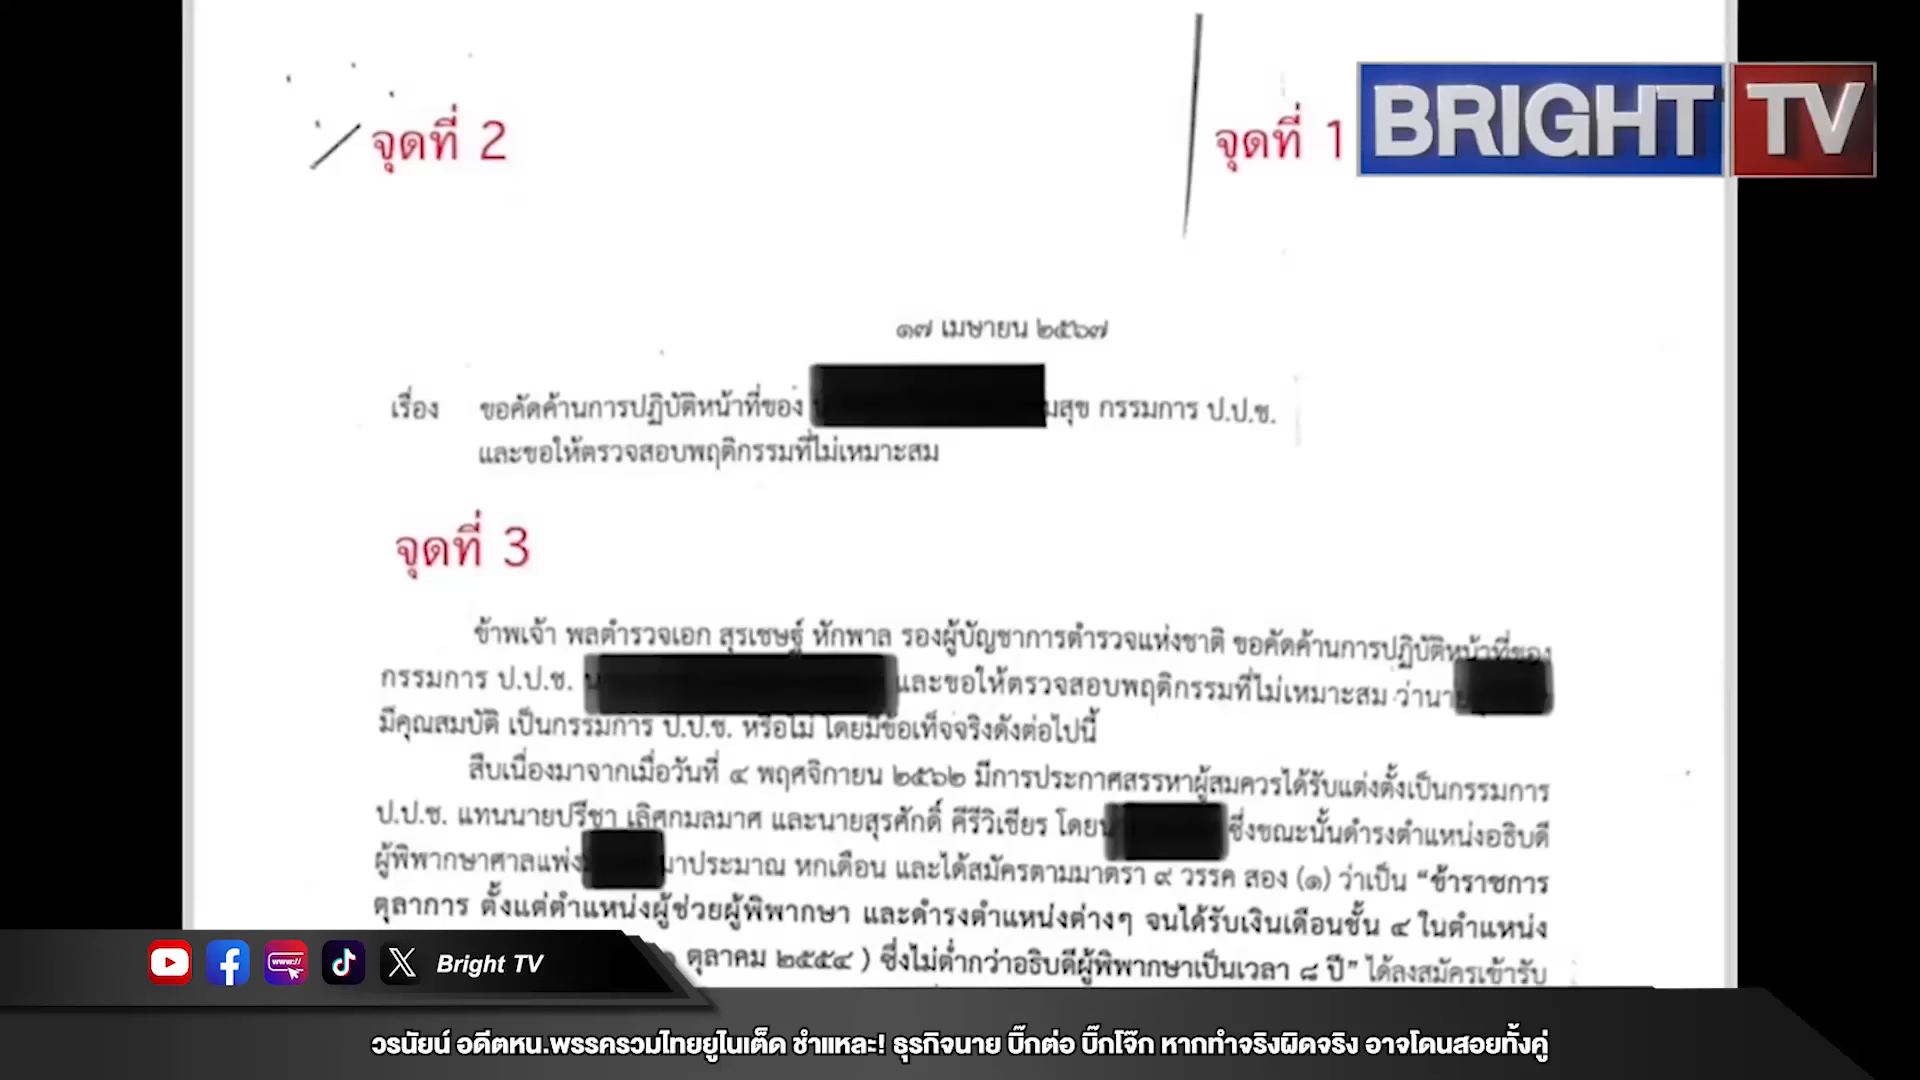 จุดที่ 2
จุดที่ 1
BRIGHT TV
๑๗ เมษายน ๒๕๖๗
เรื่อง ขอคัดค้านการปฏิบัติหน้าที่ของ มสุข กรรมการ ป.ป.ช.
และขอให้ตรวจสอบพฤติกรรมที่ไม่เหมาะสม
จุดที่ 3
ข้าพเจ้า พลตำรวจเอก สุรเชษฐ์ หักพาล รองผู้บัญชาการตำรวจแห่งชาติ ขอคัดค้านการปฏิบัติหน้าที่ของ
กรรมการ ป.ป.ช. น และขอให้ตรวจสอบพฤติกรรมที่ไม่เหมาะสม ว่านาย
มีคุณสมบัติ เป็นกรรมการ ป.ป.ช. หรือไม่ โดยมีข้อเท็จจริงดังต่อไปนี้
สืบเนื่องมาจากเมื่อวันที่ ๔ พฤศจิกายน ๒๕๖๒ มีการประกาศสรรหาผู้สมควรได้รับแต่งตั้งเป็นกรรมการ
ป.ป.ช. แทนนายปรีชา เลิศกมลมาศ และนายสุรศักดิ์ คีรีวิเชียร โดยน ซึ่งขณะนั้นดำรงตำแหน่งอธิบดี
ผู้พิพากษาศาลแพ่ง มาประมาณ หกเดือน และได้สมัครตามมาตรา ๙ วรรค สอง (๑) ว่าเป็น “ข้าราชการ
ตุลาการ ตั้งแต่ตำแหน่งผู้ช่วยผู้พิพากษา และดำรงตำแหน่งต่างๆ จนได้รับเงินเดือนชั้น ๔ ในตำแหน่ง
ตุลาคม ๒๕๕๔ ) ซึ่งไม่ต่ำกว่าอธิบดีผู้พิพากษาเป็นเวลา ๘ ปี” ได้ลงสมัครเข้ารับ
www://
Bright TV
วรนัยน์ อดีตหน.พรรครวมไทยยูไนเต็ด ชำแหละ! ธุรกิจนาย บิ๊กต่อ บิ๊กโจ๊ก หากทำจริงผิดจริง อาจโดนสอยทั้งคู่